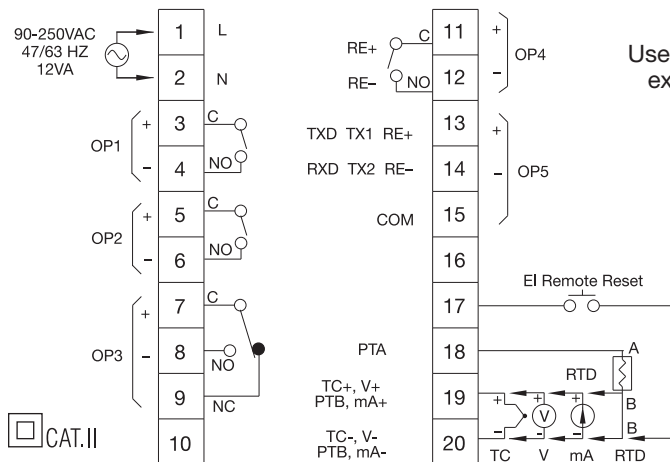 90-250VAC
47/63 HZ
12VA
1 L
2 N
OP1
+ 3 C
− 4 NO
OP2
+ 5 C
− 6 NO
OP3
+ 7 C
− 8 NO
9 NC
10
CAT.II
RE+ C 11 +
RE− NO 12 −
OP4
TXD TX1 RE+ 13 +
RXD TX2 RE− 14 −
OP5
COM 15
16
17 EI Remote Reset
PTA 18 A
RTD
TC+, V+
PTB, mA+
19 + V + B
TC-, V-
PTB, mA-
20 - - - B
TC V mA RTD
Use
ex